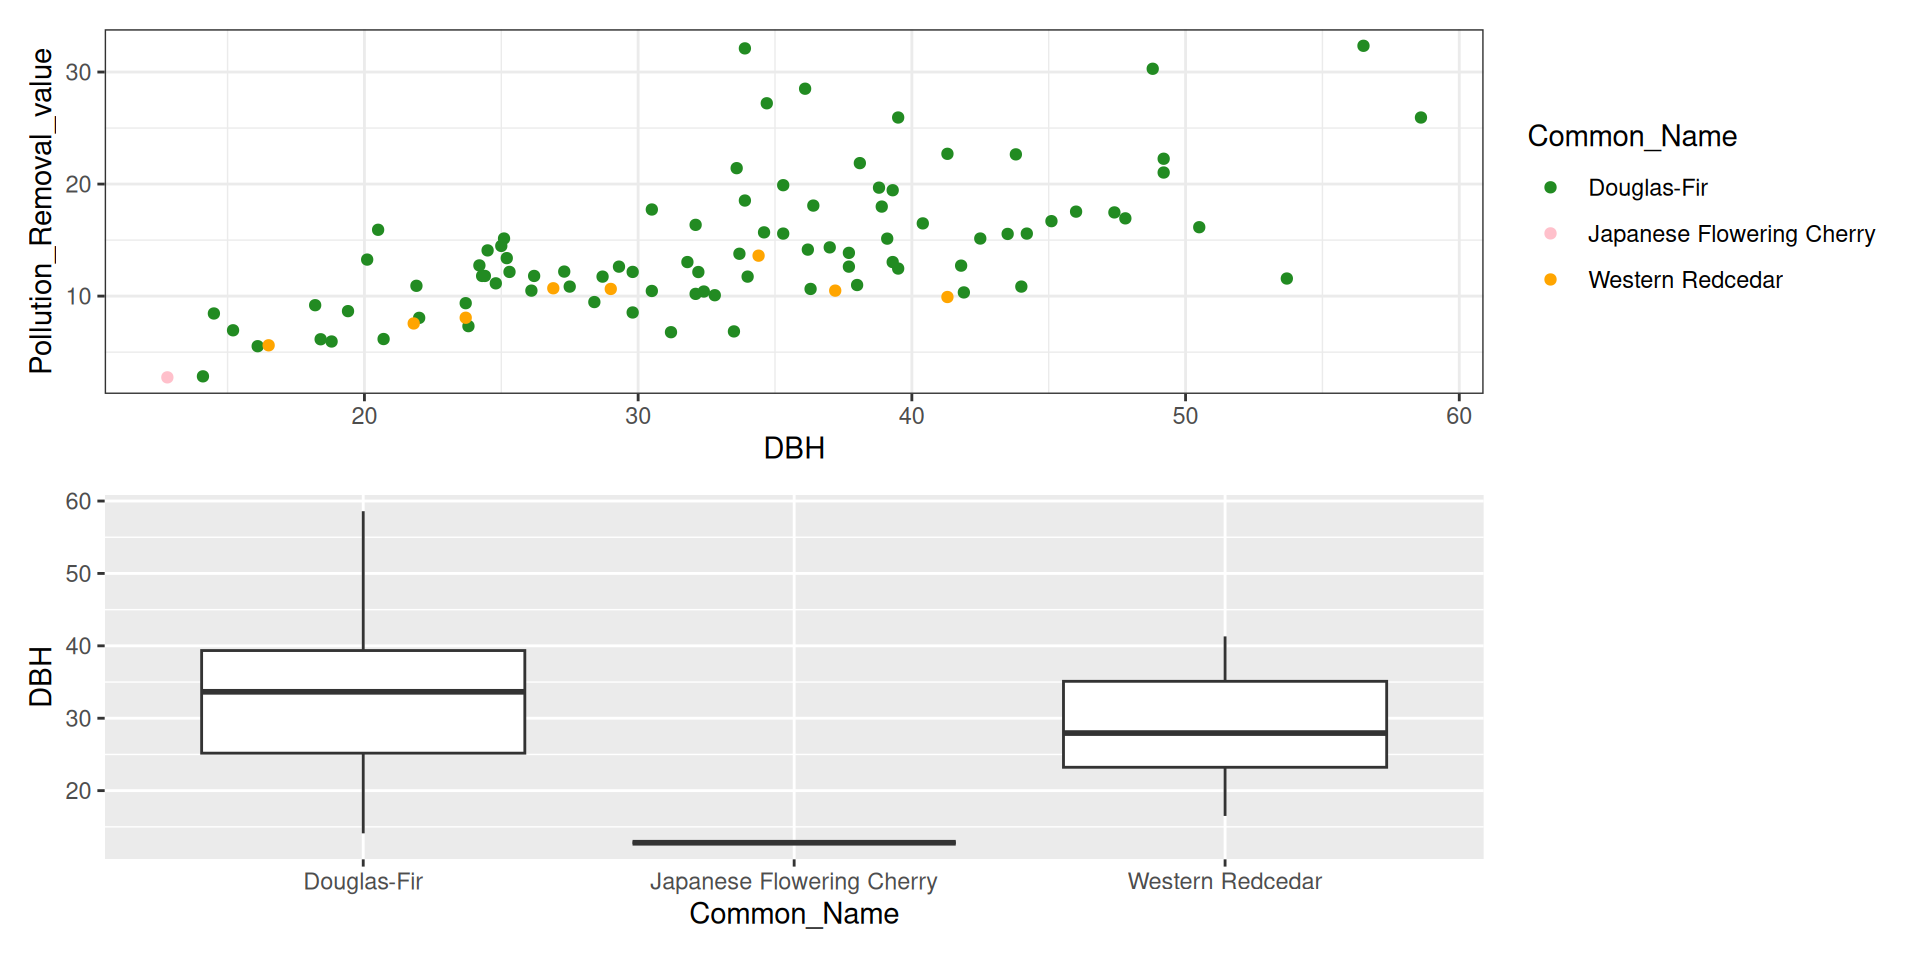 Pollution_Removal_value
30
20
10
20
30
40
50
60
DBH
Common_Name
Douglas-Fir
Japanese Flowering Cherry
Western Redcedar
DBH
60
50
40
30
20
Douglas-Fir
Japanese Flowering Cherry
Western Redcedar
Common_Name